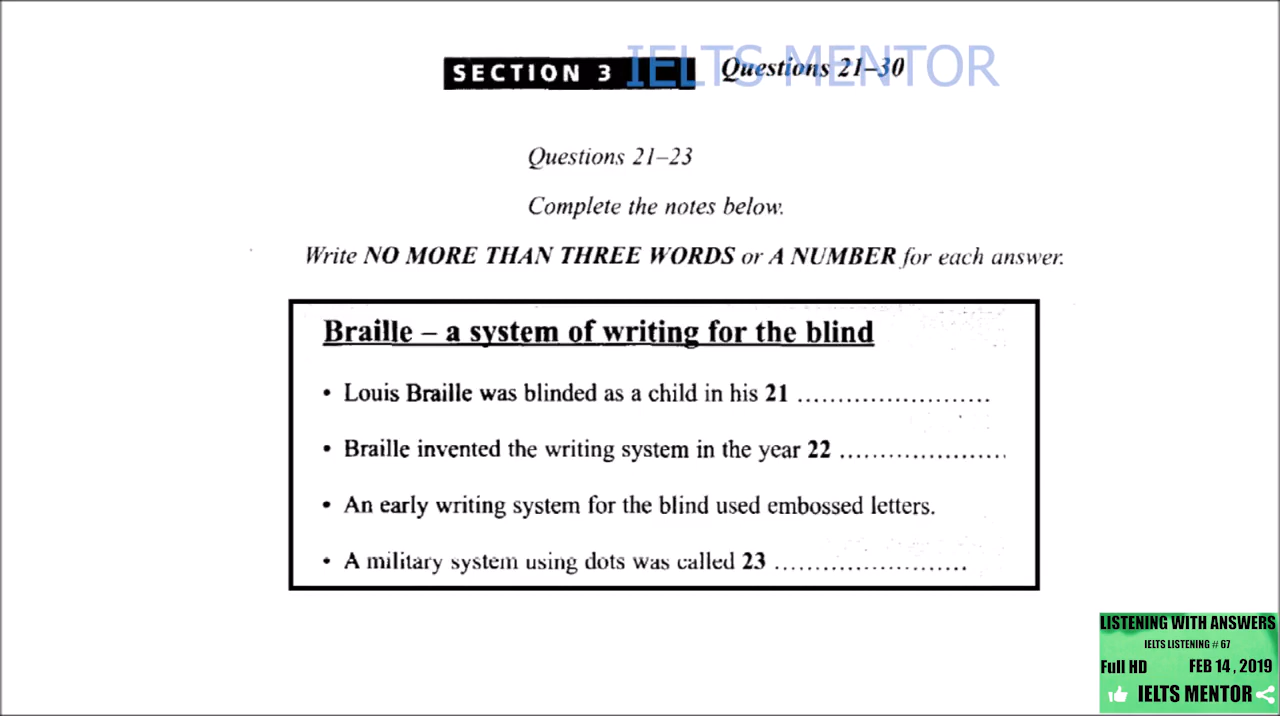 SECTION 3 Questions 21–30
IELTS MENTOR
Questions 21–23
Complete the notes below.
Write NO MORE THAN THREE WORDS or A NUMBER for each answer.
Braille – a system of writing for the blind
• Louis Braille was blinded as a child in his 21 ........................
• Braille invented the writing system in the year 22 .....................
• An early writing system for the blind used embossed letters.
• A military system using dots was called 23 ........................
LISTENING WITH ANSWERS
IELTS LISTENING # 67
Full HD FEB 14 , 2019
IELTS MENTOR